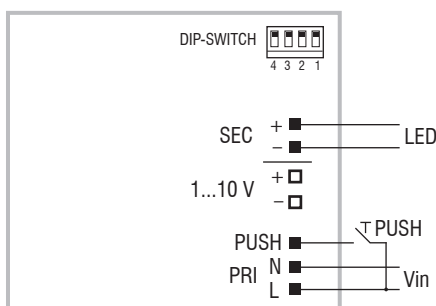 DIP-SWITCH
4 3 2 1
SEC + LED
−
1...10 V +
−
PUSH
PUSH
PRI N
L Vin